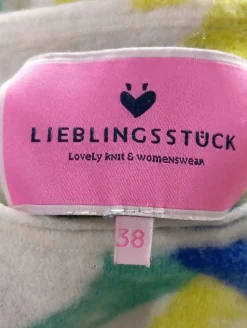 LIEBLINGSSTÜCK
LoveLy knit & womenswear
38